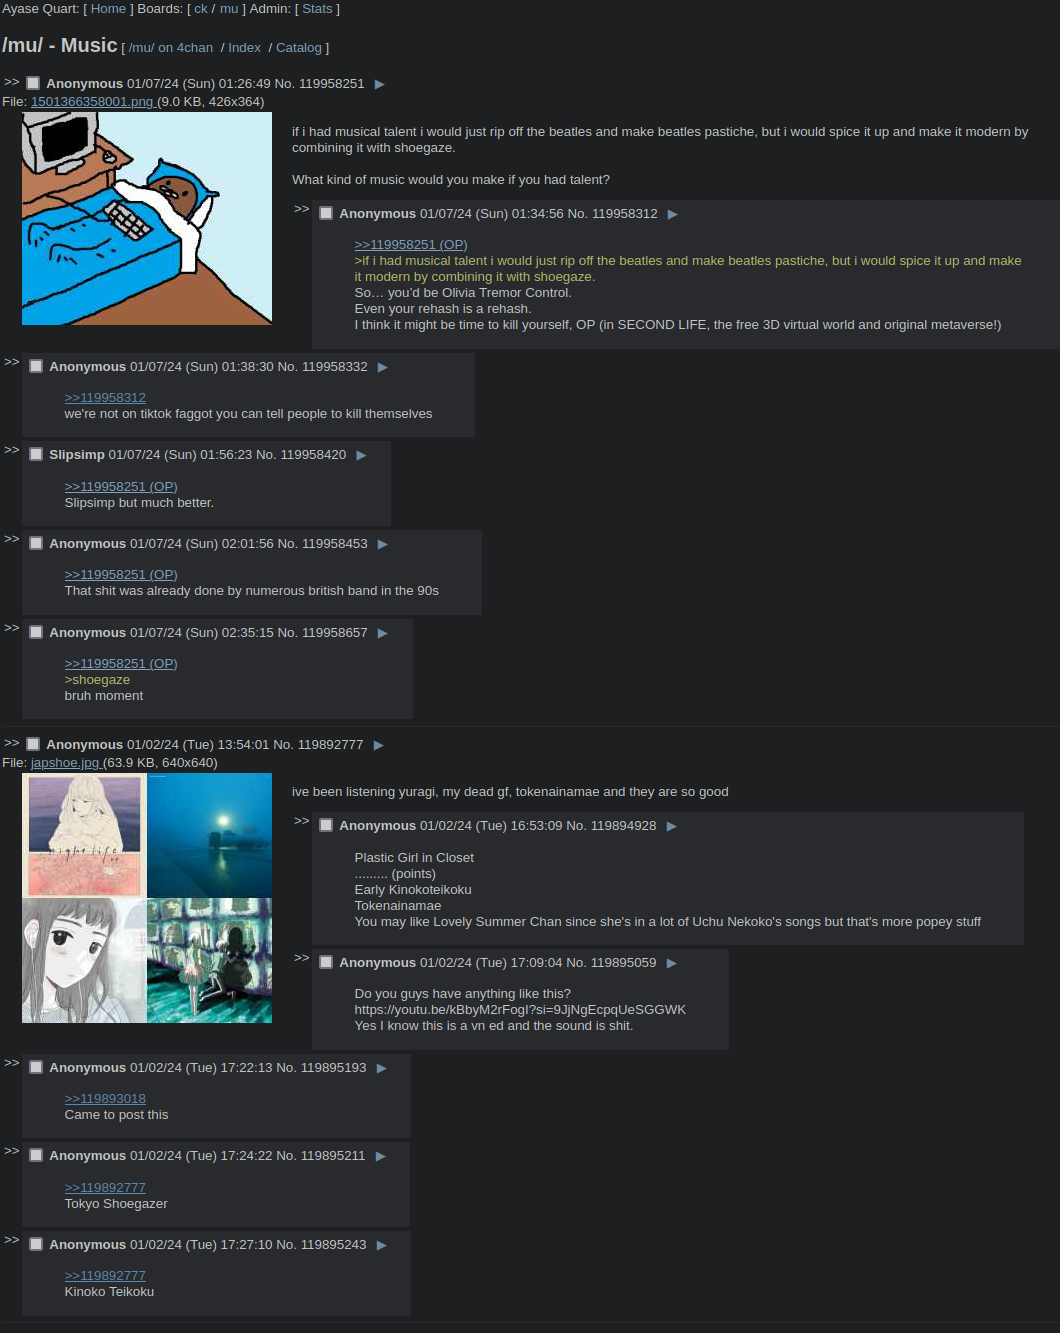 Ayase Quart: [ Home ] Boards: [ ck / mu ] Admin: [ Stats ]
/mu/ - Music [ /mu/ on 4chan / Index / Catalog ]
>> Anonymous 01/07/24 (Sun) 01:26:49 No. 119958251 ▶
File: 1501366358001.png (9.0 KB, 426x364)
if i had musical talent i would just rip off the beatles and make beatles pastiche, but i would spice it up and make it modern by
combining it with shoegaze.
What kind of music would you make if you had talent?
>> Anonymous 01/07/24 (Sun) 01:34:56 No. 119958312 ▶
>>119958251 (OP)
>if i had musical talent i would just rip off the beatles and make beatles pastiche, but i would spice it up and make
it modern by combining it with shoegaze.
So… you'd be Olivia Tremor Control.
Even your rehash is a rehash.
I think it might be time to kill yourself, OP (in SECOND LIFE, the free 3D virtual world and original metaverse!)
>> Anonymous 01/07/24 (Sun) 01:38:30 No. 119958332 ▶
>>119958312
we're not on tiktok faggot you can tell people to kill themselves
>> Slipsimp 01/07/24 (Sun) 01:56:23 No. 119958420 ▶
>>119958251 (OP)
Slipsimp but much better.
>> Anonymous 01/07/24 (Sun) 02:01:56 No. 119958453 ▶
>>119958251 (OP)
That shit was already done by numerous british band in the 90s
>> Anonymous 01/07/24 (Sun) 02:35:15 No. 119958657 ▶
>>119958251 (OP)
>shoegaze
bruh moment
>> Anonymous 01/02/24 (Tue) 13:54:01 No. 119892777 ▶
File: japshoe.jpg (63.9 KB, 640x640)
night life
ive been listening yuragi, my dead gf, tokenainamae and they are so good
>> Anonymous 01/02/24 (Tue) 16:53:09 No. 119894928 ▶
Plastic Girl in Closet
......... (points)
Early Kinokoteikoku
Tokenainamae
You may like Lovely Summer Chan since she's in a lot of Uchu Nekoko's songs but that's more popey stuff
>> Anonymous 01/02/24 (Tue) 17:09:04 No. 119895059 ▶
Do you guys have anything like this?
https://youtu.be/kBbyM2rFogI?si=9JjNgEcpqUeSGGWK
Yes I know this is a vn ed and the sound is shit.
>> Anonymous 01/02/24 (Tue) 17:22:13 No. 119895193 ▶
>>119893018
Came to post this
>> Anonymous 01/02/24 (Tue) 17:24:22 No. 119895211 ▶
>>119892777
Tokyo Shoegazer
>> Anonymous 01/02/24 (Tue) 17:27:10 No. 119895243 ▶
>>119892777
Kinoko Teikoku